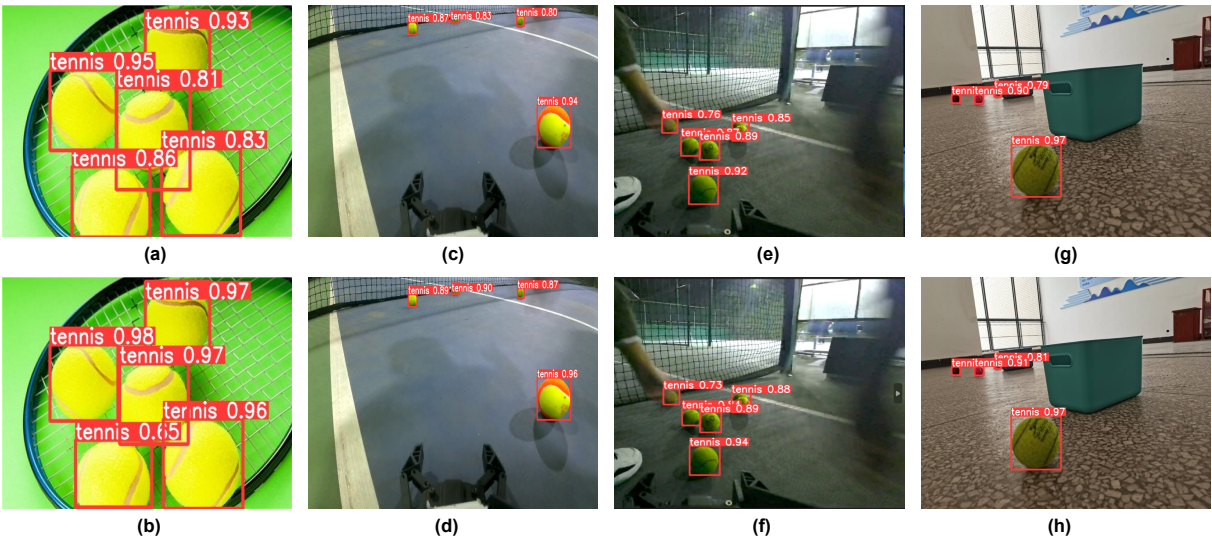 tennis 0.93
tennis 0.95
tennis 0.81
tennis 0.83
tennis 0.86
(a)
tennis 0.87
0.83
tennis 0.80
tennis 0.94
(c)
tennis 0.76
tennis 0.85
tennis 0.89
tennis 0.92
(e)
0.79
tennis 0.90
tennis 0.97
(g)
tennis 0.97
tennis 0.98
tennis 0.97
tennis 0.96
tennis 0.65
(b)
tennis 0.89
tennis 0.90
tennis 0.87
tennis 0.96
(d)
tennis 0.73
tennis 0.88
tennis 0.89
tennis 0.94
(f)
0.81
tennis 0.91
tennis 0.97
(h)